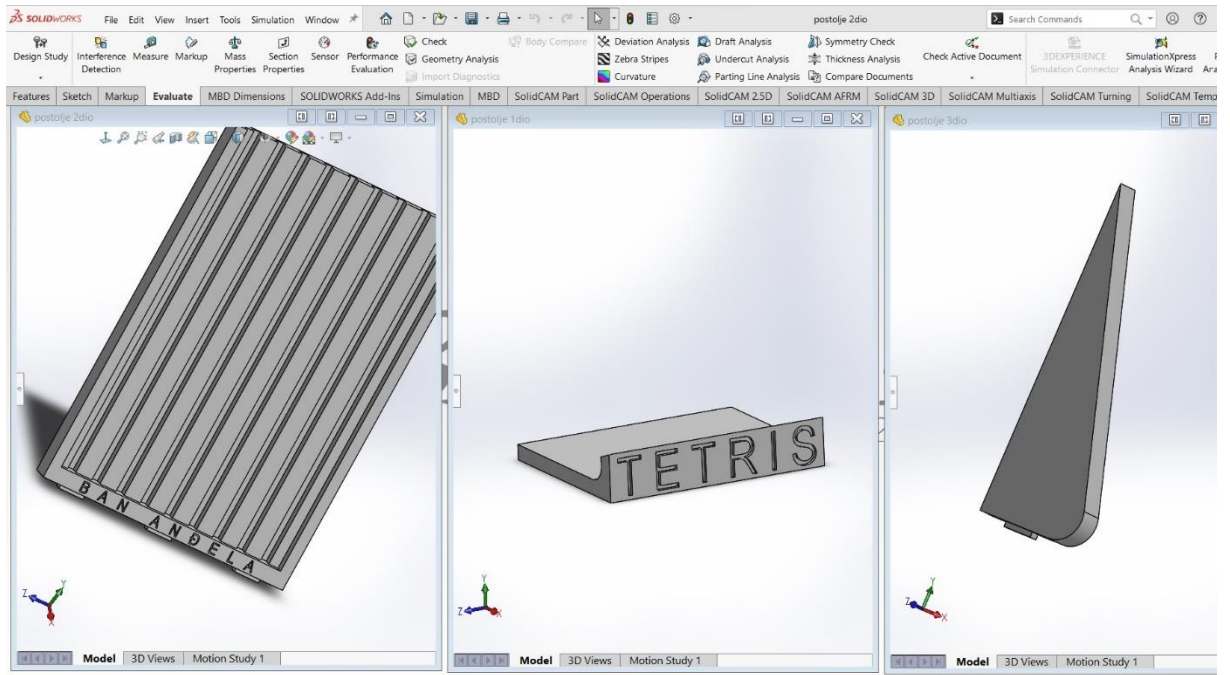 SOLIDWORKS File Edit View Insert Tools Simulation Window postolje 2dio Search Commands
Design Study
Interference Detection
Measure
Markup
Mass Properties
Section Properties
Sensor
Performance Evaluation
Check
Geometry Analysis
Import Diagnostics
Body Compare
Deviation Analysis
Zebra Stripes
Curvature
Draft Analysis
Undercut Analysis
Parting Line Analysis
Symmetry Check
Thickness Analysis
Compare Documents
Check Active Document
3DEXPERIENCE Simulation Connector
SimulationXpress Analysis Wizard
Features Sketch Markup Evaluate MBD Dimensions SOLIDWORKS Add-Ins Simulation MBD SolidCAM Part SolidCAM Operations SolidCAM 2.5D SolidCAM AFRM SolidCAM 3D SolidCAM Multiaxis SolidCAM Turning SolidCAM Temp
postolje 2dio
BAN ANĐELA
Y
Z
X
Model 3D Views Motion Study 1
postolje 1dio
TETRIS
Y
Z
X
Model 3D Views Motion Study 1
postolje 3dio
Y
Z
X
Model 3D Views Motion Study 1